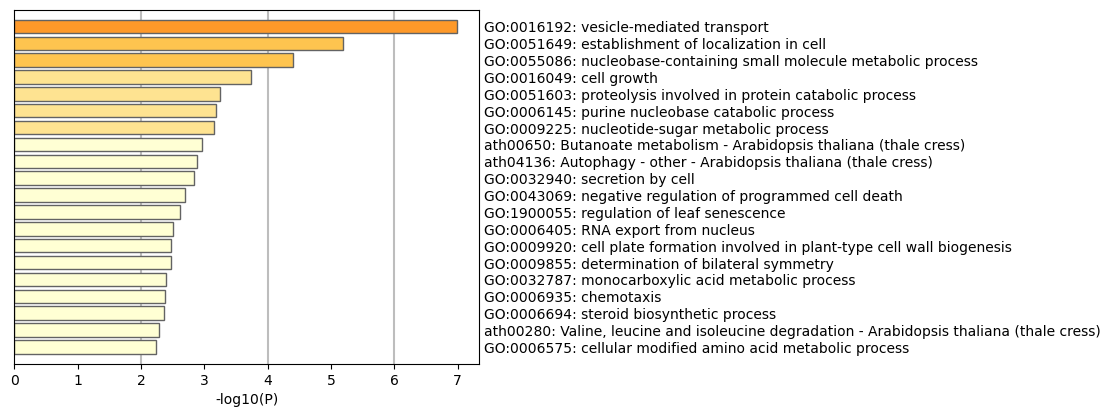 GO:0016192: vesicle-mediated transport
GO:0051649: establishment of localization in cell
GO:0055086: nucleobase-containing small molecule metabolic process
GO:0016049: cell growth
GO:0051603: proteolysis involved in protein catabolic process
GO:0006145: purine nucleobase catabolic process
GO:0009225: nucleotide-sugar metabolic process
ath00650: Butanoate metabolism - Arabidopsis thaliana (thale cress)
ath04136: Autophagy - other - Arabidopsis thaliana (thale cress)
GO:0032940: secretion by cell
GO:0043069: negative regulation of programmed cell death
GO:1900055: regulation of leaf senescence
GO:0006405: RNA export from nucleus
GO:0009920: cell plate formation involved in plant-type cell wall biogenesis
GO:0009855: determination of bilateral symmetry
GO:0032787: monocarboxylic acid metabolic process
GO:0006935: chemotaxis
GO:0006694: steroid biosynthetic process
ath00280: Valine, leucine and isoleucine degradation - Arabidopsis thaliana (thale cress)
GO:0006575: cellular modified amino acid metabolic process
0 1 2 3 4 5 6 7
-log10(P)